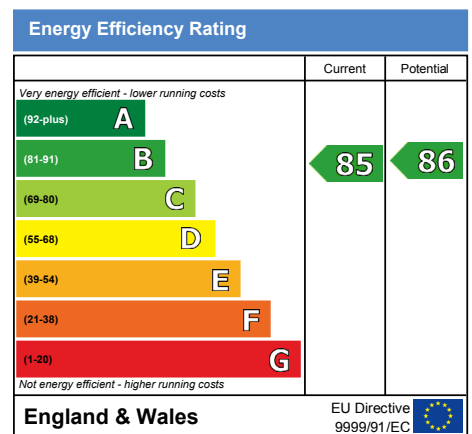 Energy Efficiency Rating
Current Potential
Very energy efficient - lower running costs
(92-plus) A
(81-91) B 85 86
(69-80) C
(55-68) D
(39-54) E
(21-38) F
(1-20) G
Not energy efficient - higher running costs
England & Wales
EU Directive
9999/91/EC